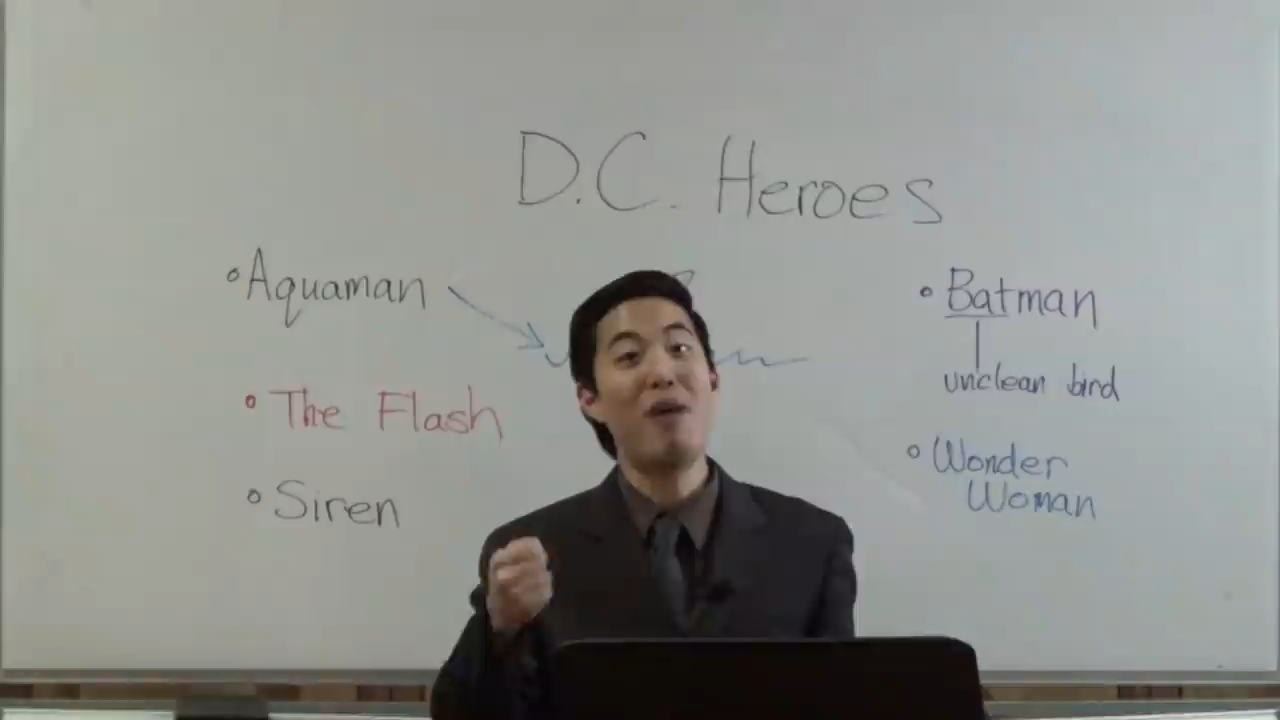 D.C. Heroes
• Aquaman
• The Flash
• Siren
• Batman
unclean bird
• Wonder
Woman